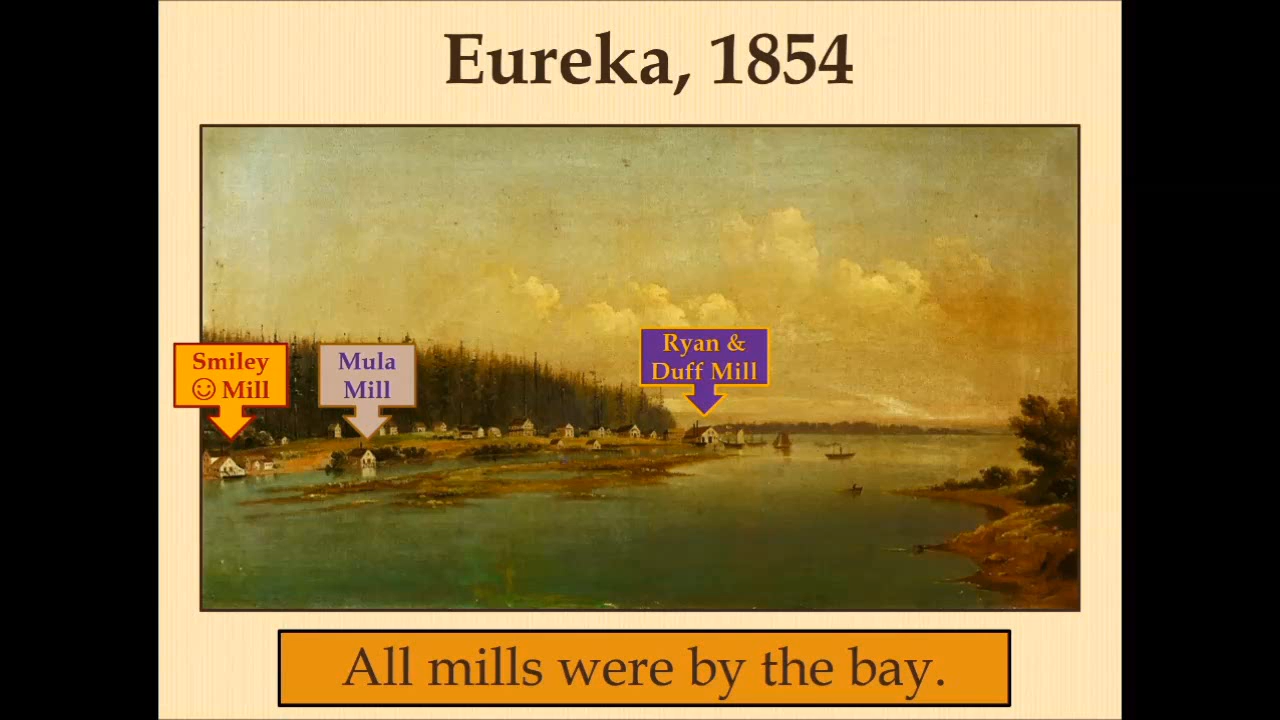 Eureka, 1854
Smiley
☺ Mill
Mula
Mill
Ryan &
Duff Mill
All mills were by the bay.